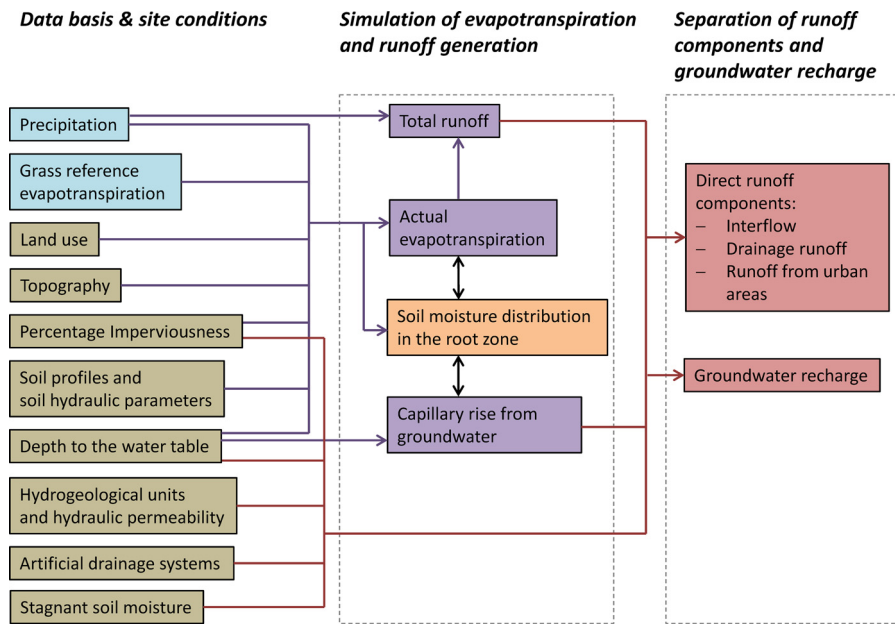 Data basis & site conditions
Simulation of evapotranspiration
and runoff generation
Separation of runoff
components and
groundwater recharge
Precipitation
Grass reference
evapotranspiration
Land use
Topography
Percentage Imperviousness
Soil profiles and
soil hydraulic parameters
Depth to the water table
Hydrogeological units
and hydraulic permeability
Artificial drainage systems
Stagnant soil moisture
Total runoff
Actual
evapotranspiration
Soil moisture distribution
in the root zone
Capillary rise from
groundwater
Direct runoff
components:
– Interflow
– Drainage runoff
– Runoff from urban
areas
Groundwater recharge